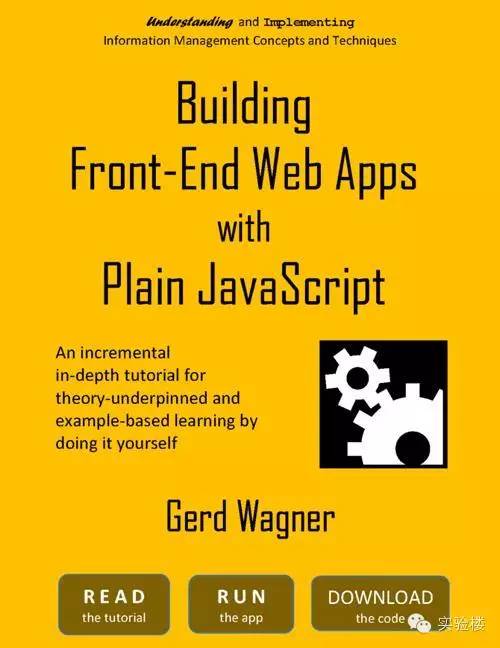 Understanding and Implementing
Information Management Concepts and Techniques
Building
Front-End Web Apps
with
Plain JavaScript
An incremental
in-depth tutorial for
theory-underpinned and
example-based learning by
doing it yourself
Gerd Wagner
READ
the tutorial
RUN
the app
DOWNLOAD
the code
实验楼